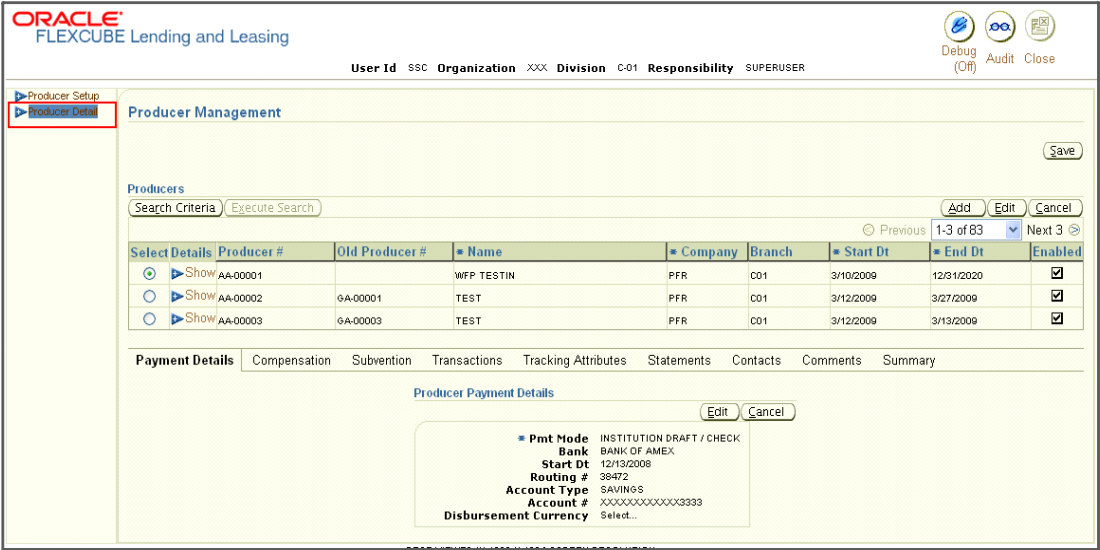 ORACLE
FLEXCUBE Lending and Leasing
Debug (Off) Audit Close
User Id SSC Organization XXX Division C-01 Responsibility SUPERUSER
Producer Setup
Producer Detail
Producer Management
Save
Producers
Search Criteria Execute Search Add Edit Cancel
Previous 1-3 of 83 Next 3
Select Details Producer # Old Producer # * Name * Company Branch * Start Dt * End Dt Enabled
Show AA-00001 WFP TESTIN PFR C01 3/10/2009 12/31/2020
Show AA-00002 GA-00001 TEST PFR C01 3/12/2009 3/27/2009
Show AA-00003 GA-00003 TEST PFR C01 3/12/2009 3/13/2009
Payment Details Compensation Subvention Transactions Tracking Attributes Statements Contacts Comments Summary
Producer Payment Details
Edit Cancel
* Pmt Mode INSTITUTION DRAFT / CHECK
Bank BANK OF AMEX
Start Dt 12/13/2008
Routing # 38472
Account Type SAVINGS
Account # XXXXXXXXXXXX3333
Disbursement Currency Select...